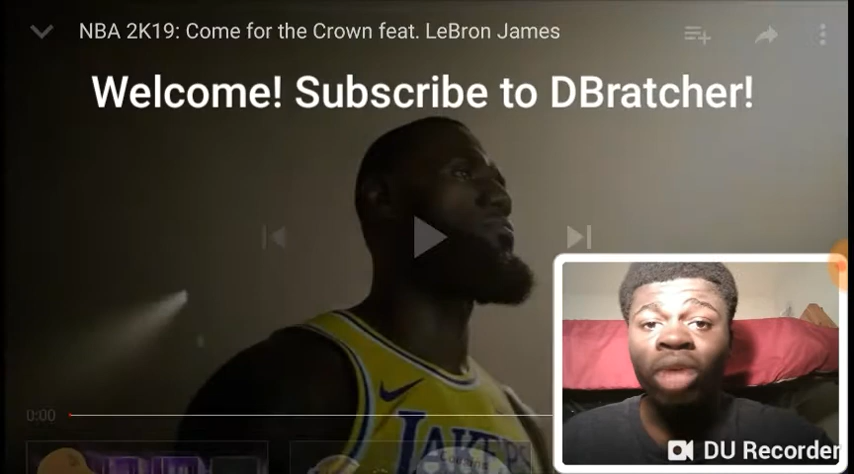 NBA 2K19: Come for the Crown feat. LeBron James
Welcome! Subscribe to DBratcher!
0:00
LAKERS
DU Recorder